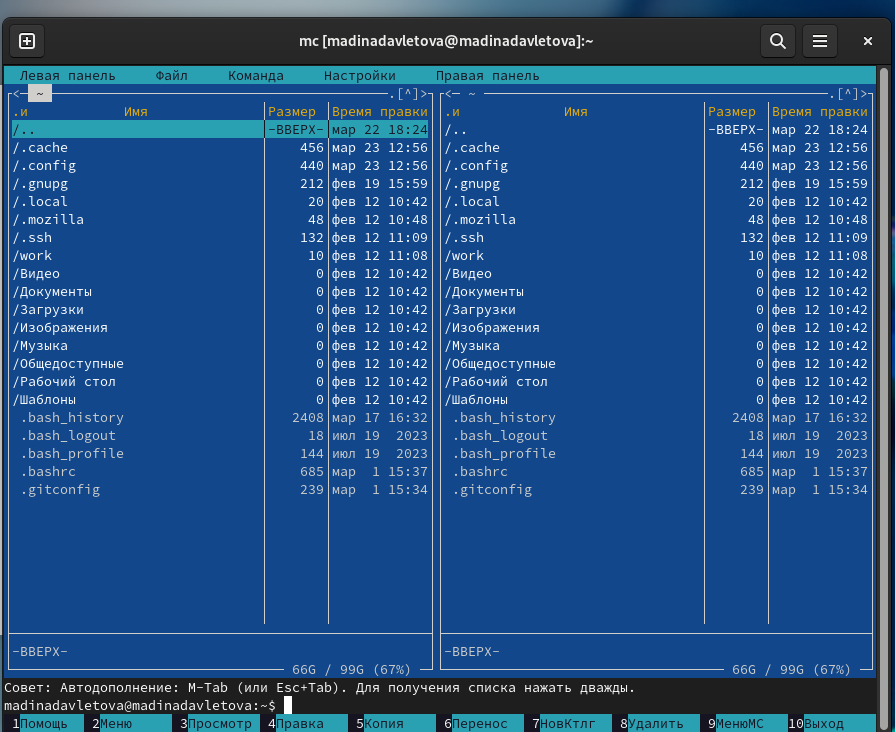 mc [madinadavletova@madinadavletova]:~
Левая панель Файл Команда Настройки Правая панель
<─ ~ .[^]> <─ ~ .[^]>
.и Имя Размер Время правки .и Имя Размер Время правки
/.. -ВВЕРХ- мар 22 18:24 /.. -ВВЕРХ- мар 22 18:24
/.cache 456 мар 23 12:56 /.cache 456 мар 23 12:56
/.config 440 мар 23 12:56 /.config 440 мар 23 12:56
/.gnupg 212 фев 19 15:59 /.gnupg 212 фев 19 15:59
/.local 20 фев 12 10:42 /.local 20 фев 12 10:42
/.mozilla 48 фев 12 10:48 /.mozilla 48 фев 12 10:48
/.ssh 132 фев 12 11:09 /.ssh 132 фев 12 11:09
/work 10 фев 12 11:08 /work 10 фев 12 11:08
/Видео 0 фев 12 10:42 /Видео 0 фев 12 10:42
/Документы 0 фев 12 10:42 /Документы 0 фев 12 10:42
/Загрузки 0 фев 12 10:42 /Загрузки 0 фев 12 10:42
/Изображения 0 фев 12 10:42 /Изображения 0 фев 12 10:42
/Музыка 0 фев 12 10:42 /Музыка 0 фев 12 10:42
/Общедоступные 0 фев 12 10:42 /Общедоступные 0 фев 12 10:42
/Рабочий стол 0 фев 12 10:42 /Рабочий стол 0 фев 12 10:42
/Шаблоны 0 фев 12 10:42 /Шаблоны 0 фев 12 10:42
.bash_history 2408 мар 17 16:32 .bash_history 2408 мар 17 16:32
.bash_logout 18 июл 19 2023 .bash_logout 18 июл 19 2023
.bash_profile 144 июл 19 2023 .bash_profile 144 июл 19 2023
.bashrc 685 мар 1 15:37 .bashrc 685 мар 1 15:37
.gitconfig 239 мар 1 15:34 .gitconfig 239 мар 1 15:34
-ВВЕРХ- -ВВЕРХ-
66G / 99G (67%) 66G / 99G (67%)
Совет: Автодополнение: M-Tab (или Esc+Tab). Для получения списка нажать дважды.
madinadavletova@madinadavletova:~$
1Помощь 2Меню 3Просмотр 4Правка 5Копия 6Перенос 7НовКтлг 8Удалить 9МенюMC 10Выход